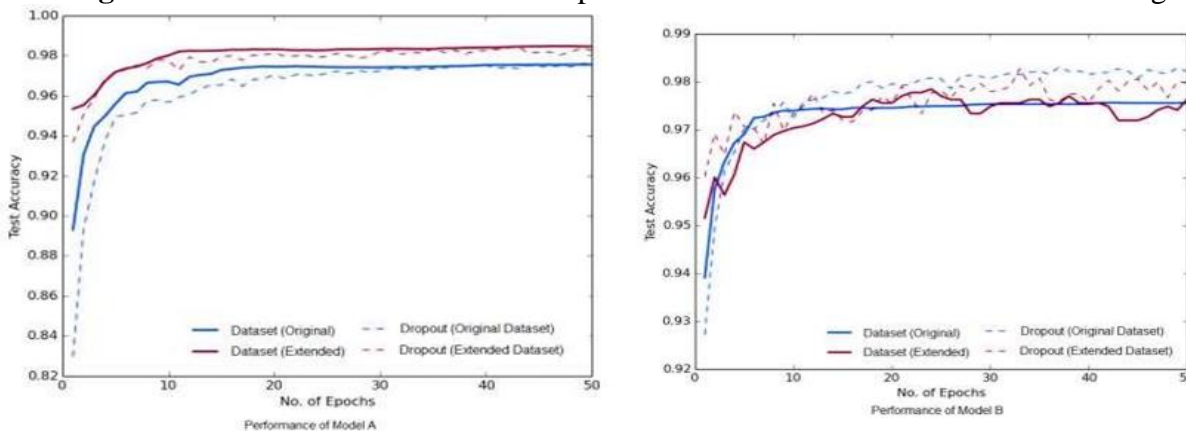 1.00
0.98
0.96
0.94
0.92
0.90
0.88
0.86
0.84
0.82
Test Accuracy
Dataset (Original)
Dropout (Original Dataset)
Dataset (Extended)
Dropout (Extended Dataset)
0 10 20 30 40 50
No. of Epochs
Performance of Model A
0.99
0.98
0.97
0.96
0.95
0.94
0.93
0.92
Test Accuracy
Dataset (Original)
Dropout (Original Dataset)
Dataset (Extended)
Dropout (Extended Dataset)
0 10 20 30 40 50
No. of Epochs
Performance of Model B